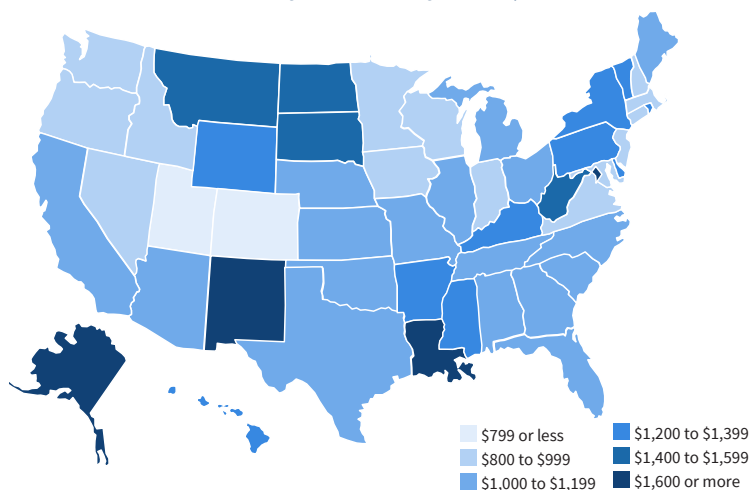 $799 or less
$800 to $999
$1,000 to $1,199
$1,200 to $1,399
$1,400 to $1,599
$1,600 or more